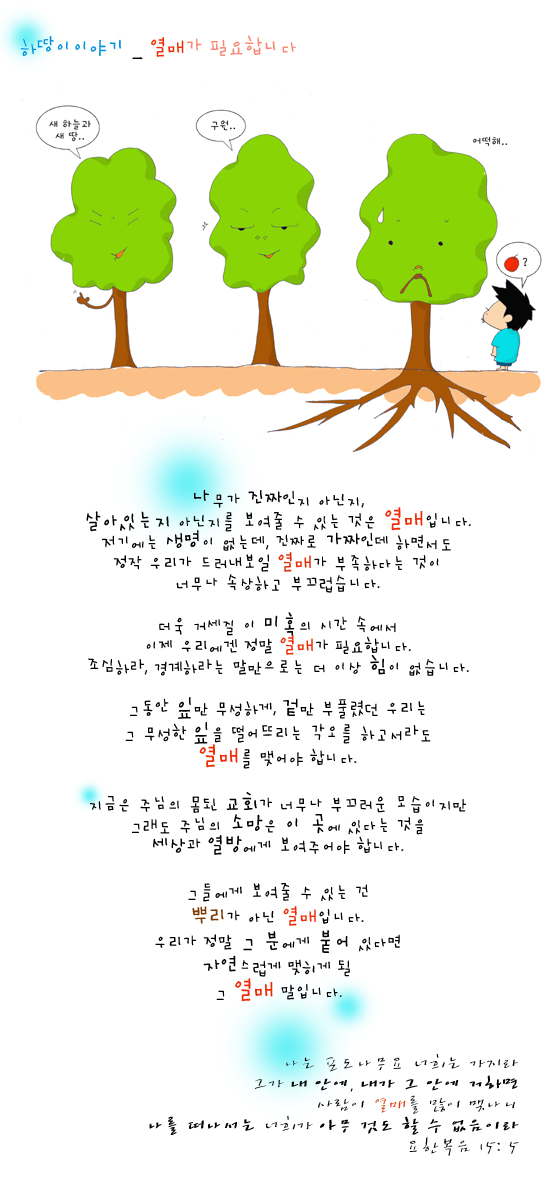 하땅이 이야기 _ 열매가 필요합니다
새 하늘과
새 땅..
구원..
어떡해..
?
나무가 진짜인지 아닌지,
살아있는지 아닌지를 보여줄 수 있는 것은 열매입니다.
저기에는 생명이 없는데, 진짜로 가짜인데 하면서도
정작 우리가 드러내보일 열매가 부족하다는 것이
너무나 속상하고 부끄럽습니다.
더욱 거세질 이 미혹의 시간 속에서
이제 우리에겐 정말 열매가 필요합니다.
조심하라, 경계하라는 말만으로는 더 이상 힘이 없습니다.
그동안 잎만 무성하게, 겉만 부풀렸던 우리는
그 무성한 잎을 떨어뜨리는 각오를 하고서라도
열매를 맺어야 합니다.
지금은 주님의 몸된 교회가 너무나 부끄러운 모습이지만
그래도 주님의 소망은 이 곳에 있다는 것을
세상과 열방에게 보여주어야 합니다.
그들에게 보여줄 수 있는 건
뿌리가 아닌 열매입니다.
우리가 정말 그 분에게 붙어 있다면
자연스럽게 맺히게 될
그 열매 말입니다.
나는 포도나무요 너희는 가지라
그가 내 안에, 내가 그 안에 거하면
사람이 열매를 많이 맺나니
나를 떠나서는 너희가 아무 것도 할 수 없음이라
요한복음 15:5